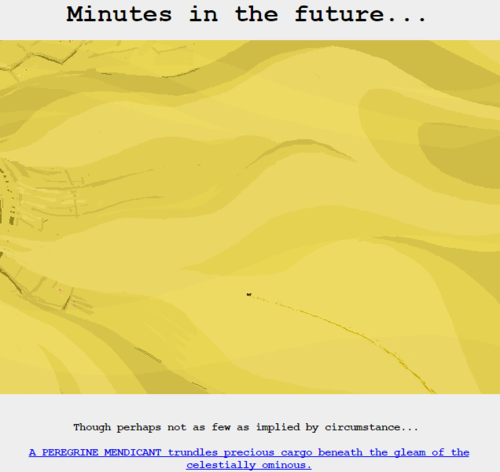 Minutes in the future...
Though perhaps not as few as implied by circumstance...
A PEREGRINE MENDICANT trundles precious cargo beneath the gleam of the
celestially ominous.